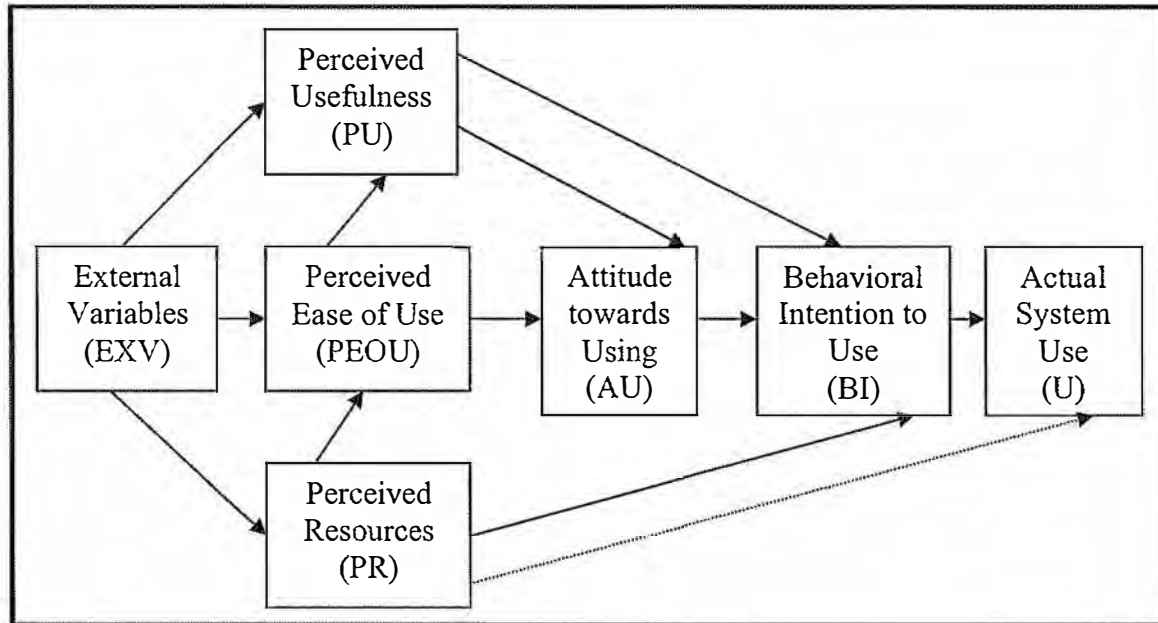 Perceived
Usefulness
(PU)
External
Variables
(EXV)
Perceived
Ease of Use
(PEOU)
Attitude
towards
Using
(AU)
Behavioral
Intention to
Use
(BI)
Actual
System
Use
(U)
Perceived
Resources
(PR)